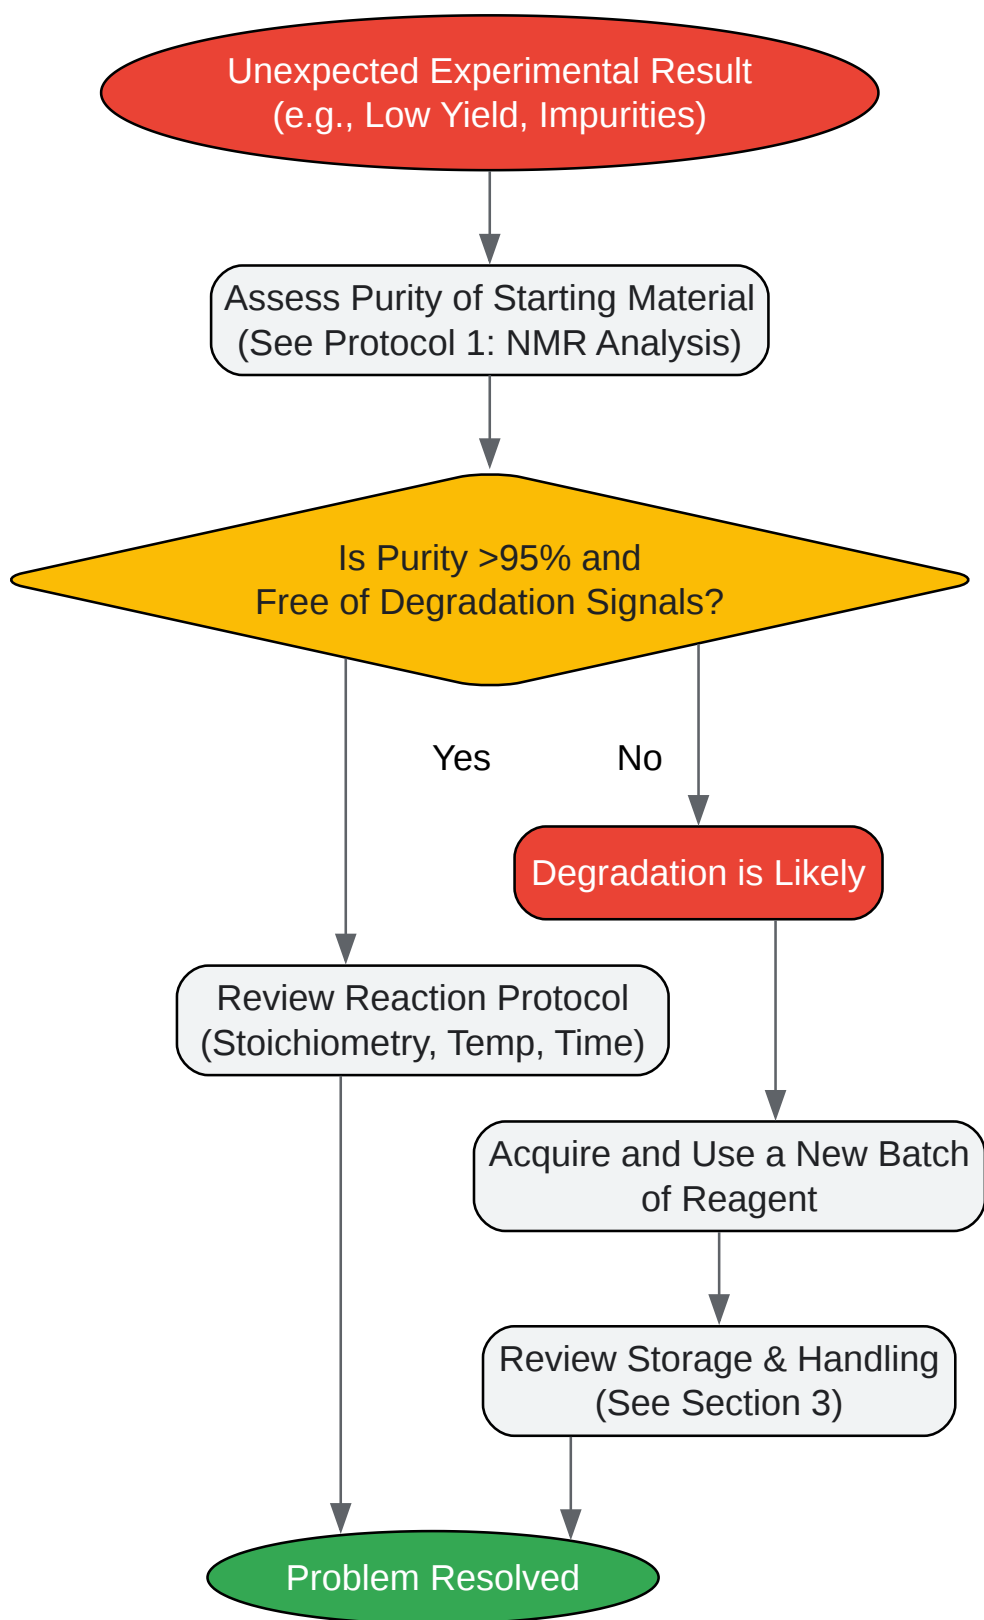 Unexpected Experimental Result
(e.g., Low Yield, Impurities)
Assess Purity of Starting Material
(See Protocol 1: NMR Analysis)
Is Purity >95% and
Free of Degradation Signals?
Yes
No
Degradation is Likely
Review Reaction Protocol
(Stoichiometry, Temp, Time)
Acquire and Use a New Batch
of Reagent
Review Storage & Handling
(See Section 3)
Problem Resolved